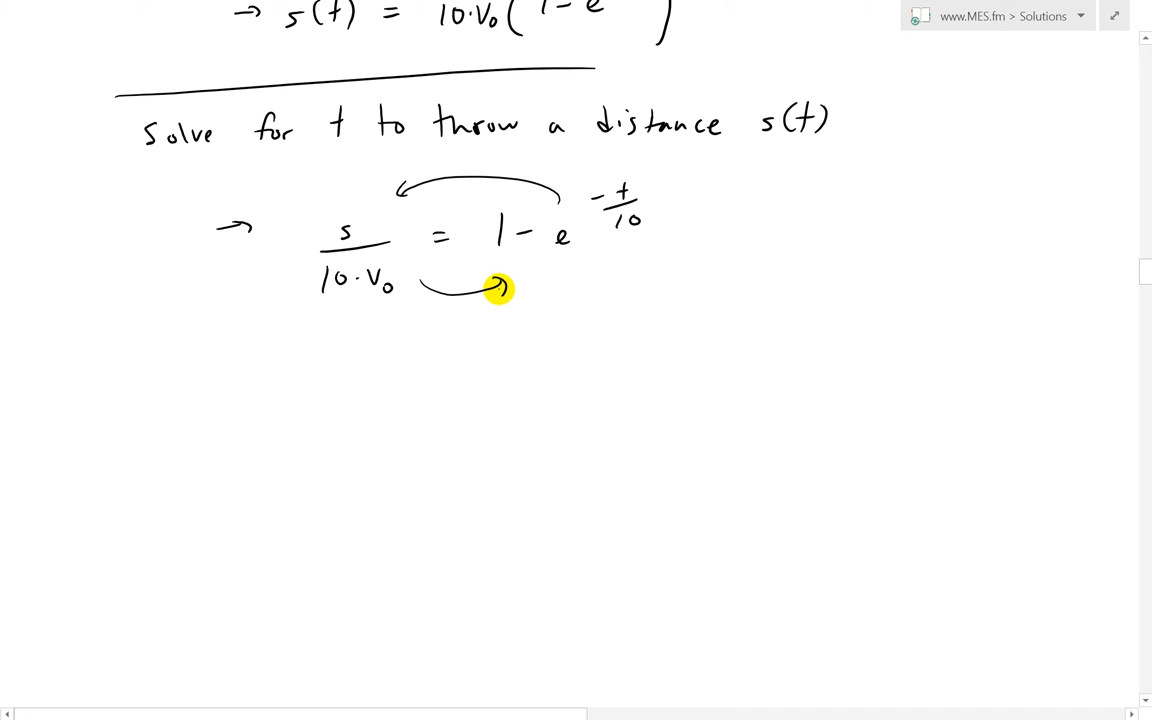 → s(t) = 10·v₀( 1 - e )
www.MES.fm > Solutions
Solve for t to throw a distance s(t)
→ s/(10·v₀) = 1 - e^(-t/10)